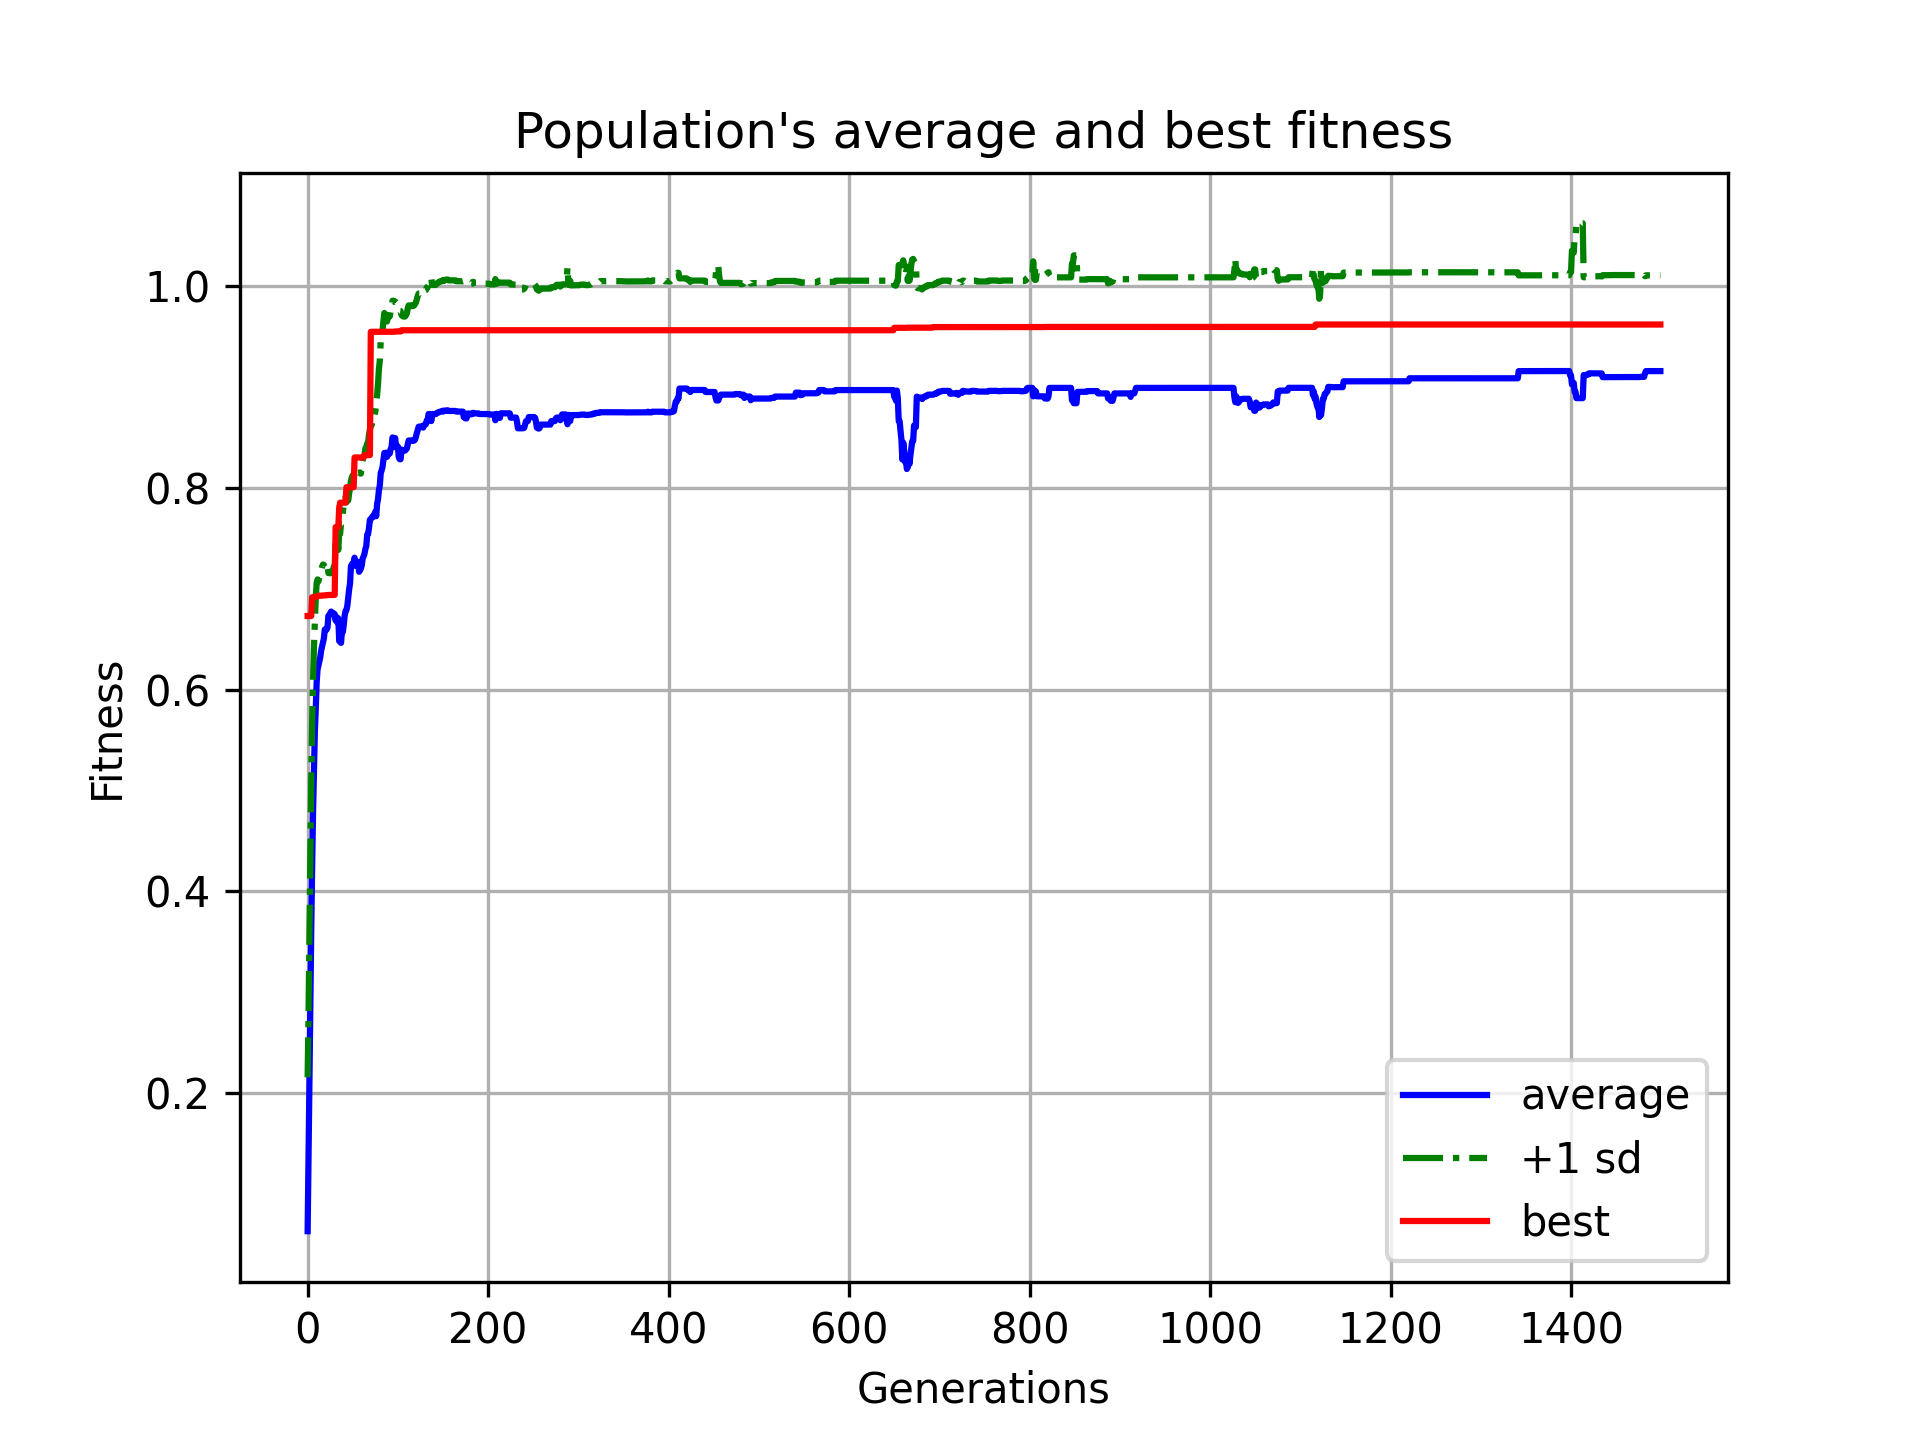 Population's average and best fitness
Fitness
1.0
0.8
0.6
0.4
0.2
0 200 400 600 800 1000 1200 1400
Generations
average
+1 sd
best